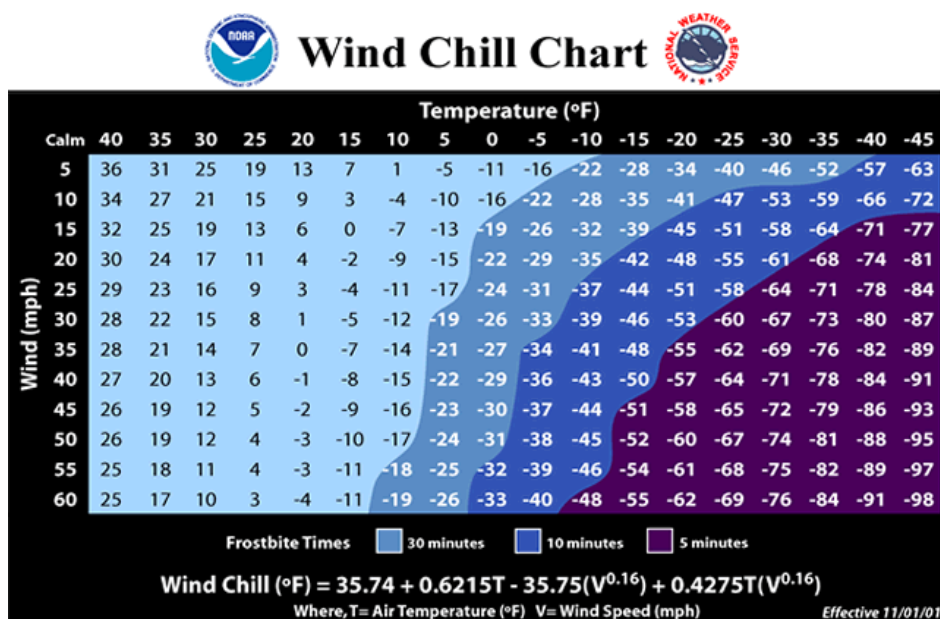 NOAA
Wind Chill Chart
NATIONAL WEATHER SERVICE
Temperature (ºF)
Calm 40 35 30 25 20 15 10 5 0 -5 -10 -15 -20 -25 -30 -35 -40 -45
5 36 31 25 19 13 7 1 -5 -11 -16 -22 -28 -34 -40 -46 -52 -57 -63
10 34 27 21 15 9 3 -4 -10 -16 -22 -28 -35 -41 -47 -53 -59 -66 -72
15 32 25 19 13 6 0 -7 -13 -19 -26 -32 -39 -45 -51 -58 -64 -71 -77
20 30 24 17 11 4 -2 -9 -15 -22 -29 -35 -42 -48 -55 -61 -68 -74 -81
25 29 23 16 9 3 -4 -11 -17 -24 -31 -37 -44 -51 -58 -64 -71 -78 -84
30 28 22 15 8 1 -5 -12 -19 -26 -33 -39 -46 -53 -60 -67 -73 -80 -87
35 28 21 14 7 0 -7 -14 -21 -27 -34 -41 -48 -55 -62 -69 -76 -82 -89
40 27 20 13 6 -1 -8 -15 -22 -29 -36 -43 -50 -57 -64 -71 -78 -84 -91
45 26 19 12 5 -2 -9 -16 -23 -30 -37 -44 -51 -58 -65 -72 -79 -86 -93
50 26 19 12 4 -3 -10 -17 -24 -31 -38 -45 -52 -60 -67 -74 -81 -88 -95
55 25 18 11 4 -3 -11 -18 -25 -32 -39 -46 -54 -61 -68 -75 -82 -89 -97
60 25 17 10 3 -4 -11 -19 -26 -33 -40 -48 -55 -62 -69 -76 -84 -91 -98
Wind (mph)
Frostbite Times 30 minutes 10 minutes 5 minutes
Wind Chill (ºF) = 35.74 + 0.6215T - 35.75(V^0.16) + 0.4275T(V^0.16)
Where, T= Air Temperature (ºF) V= Wind Speed (mph)
Effective 11/01/01